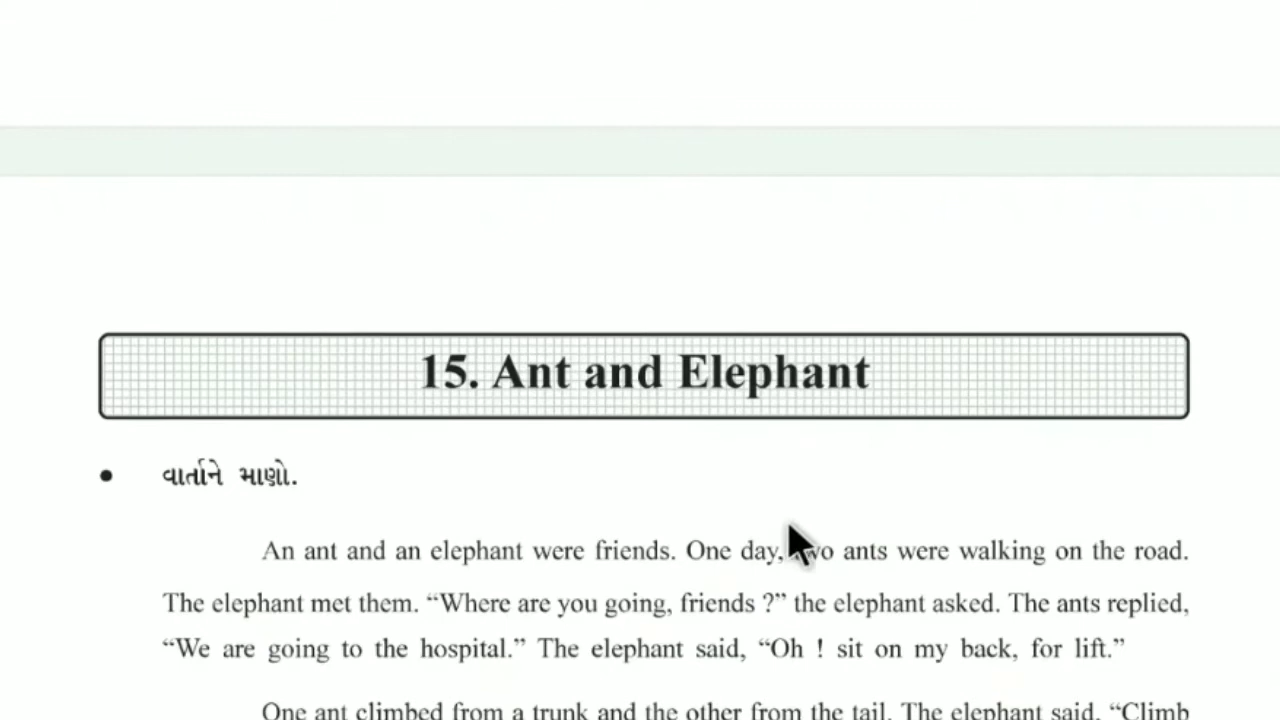 15. Ant and Elephant
• વાર્તાને માણો.
An ant and an elephant were friends. One day, two ants were walking on the road.
The elephant met them. “Where are you going, friends ?” the elephant asked. The ants replied,
“We are going to the hospital.” The elephant said, “Oh ! sit on my back, for lift.”
One ant climbed from a trunk and the other from the tail. The elephant said, “Climb